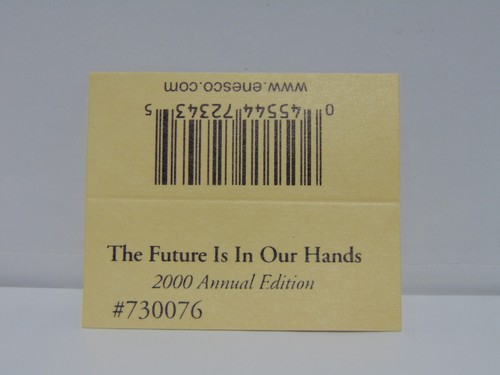 www.enesco.com
0 45544 72343 5
The Future Is In Our Hands
2000 Annual Edition
#730076